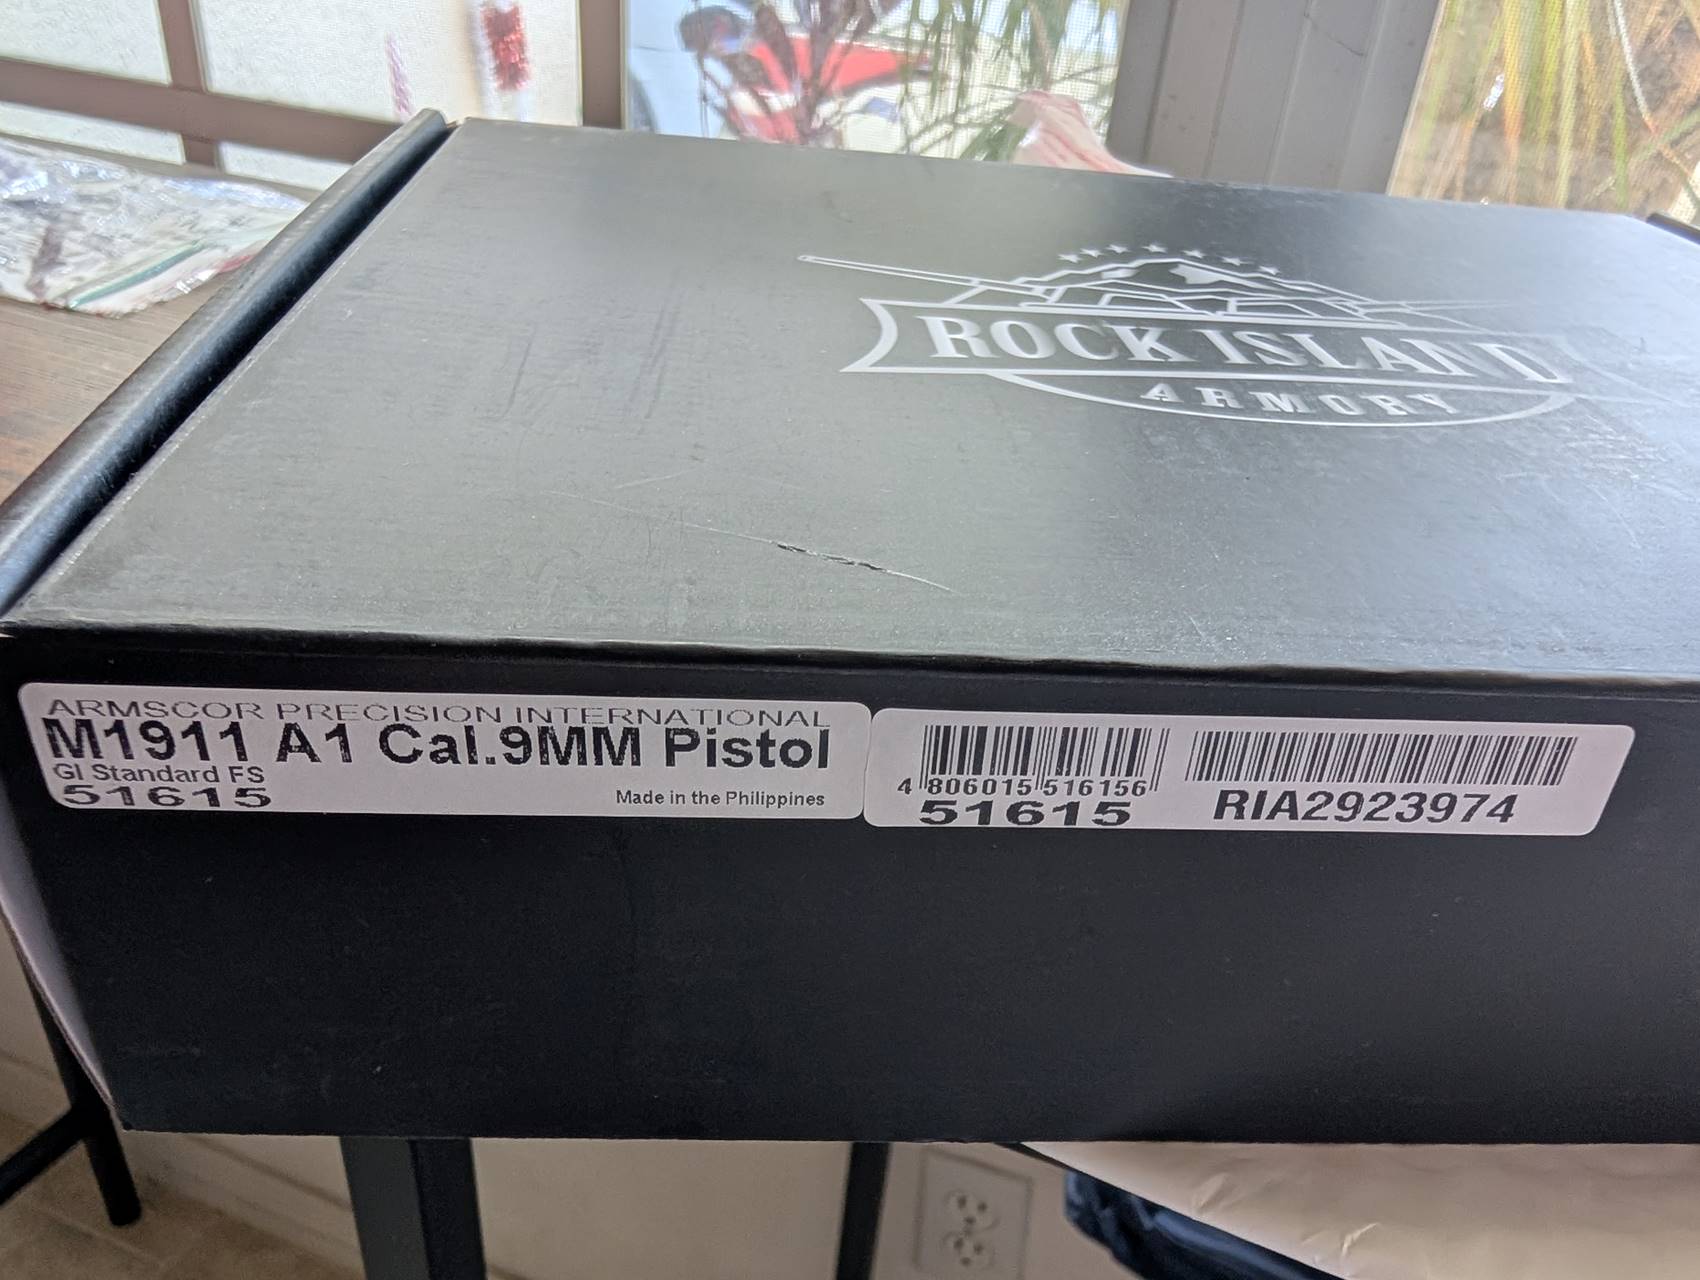 ROCK ISLAND
ARMORY
ARMSCOR PRECISION INTERNATIONAL
M1911 A1 Cal.9MM Pistol
GI Standard FS
51615
Made in the Philippines
4 806015 516156
51615
RIA2923974